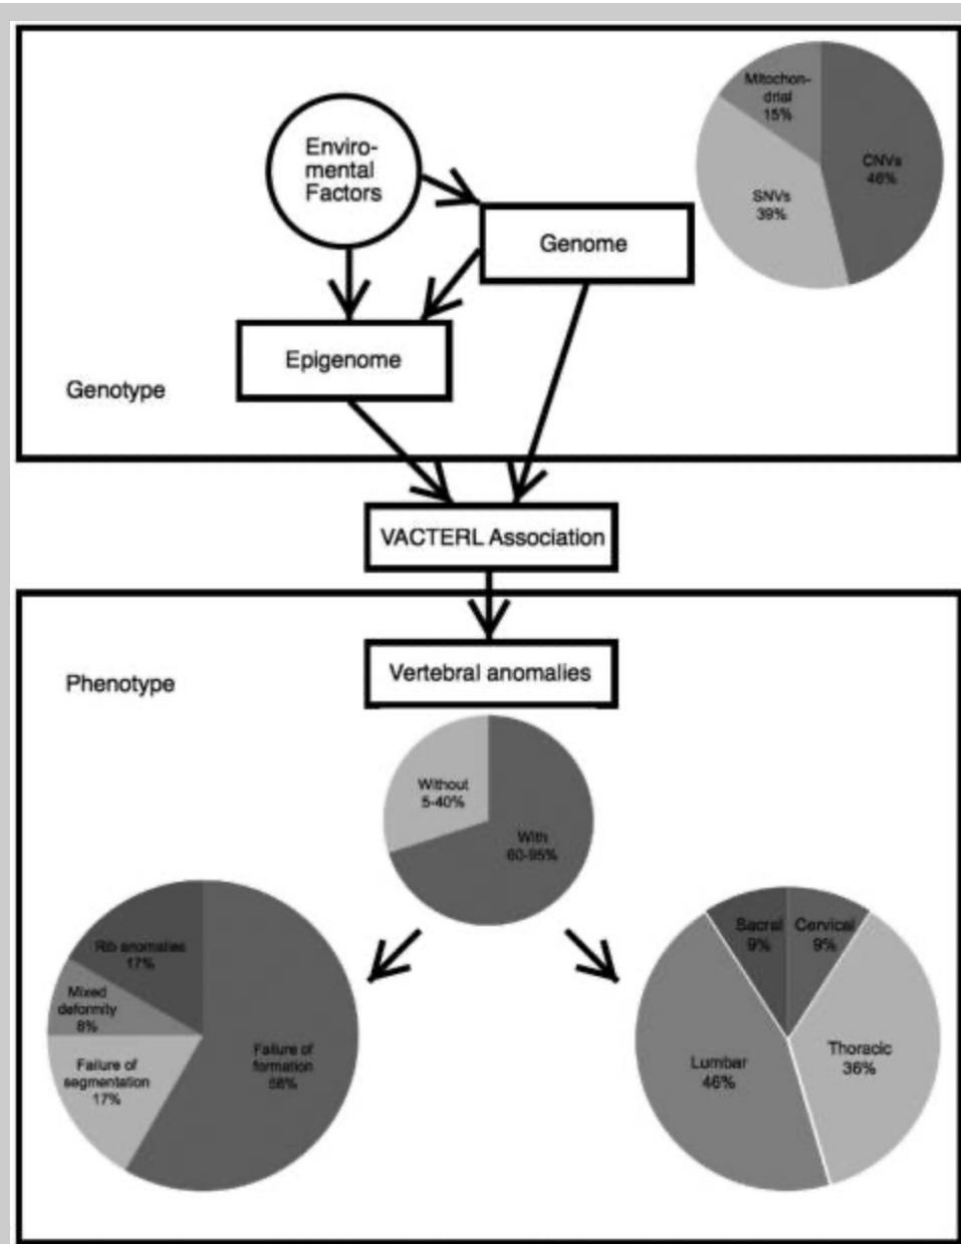 Mitochon-
drial
15%
CNVs
46%
SNVs
39%
Enviro-
mental
Factors
Genome
Epigenome
Genotype
VACTERL Association
Phenotype
Vertebral anomalies
Without
5-40%
With
60-95%
Rib anomalies
17%
Mixed
deformity
8%
Failure of
segmentation
17%
Failure of
formation
58%
Sacral
9%
Cervical
9%
Lumbar
46%
Thoracic
36%